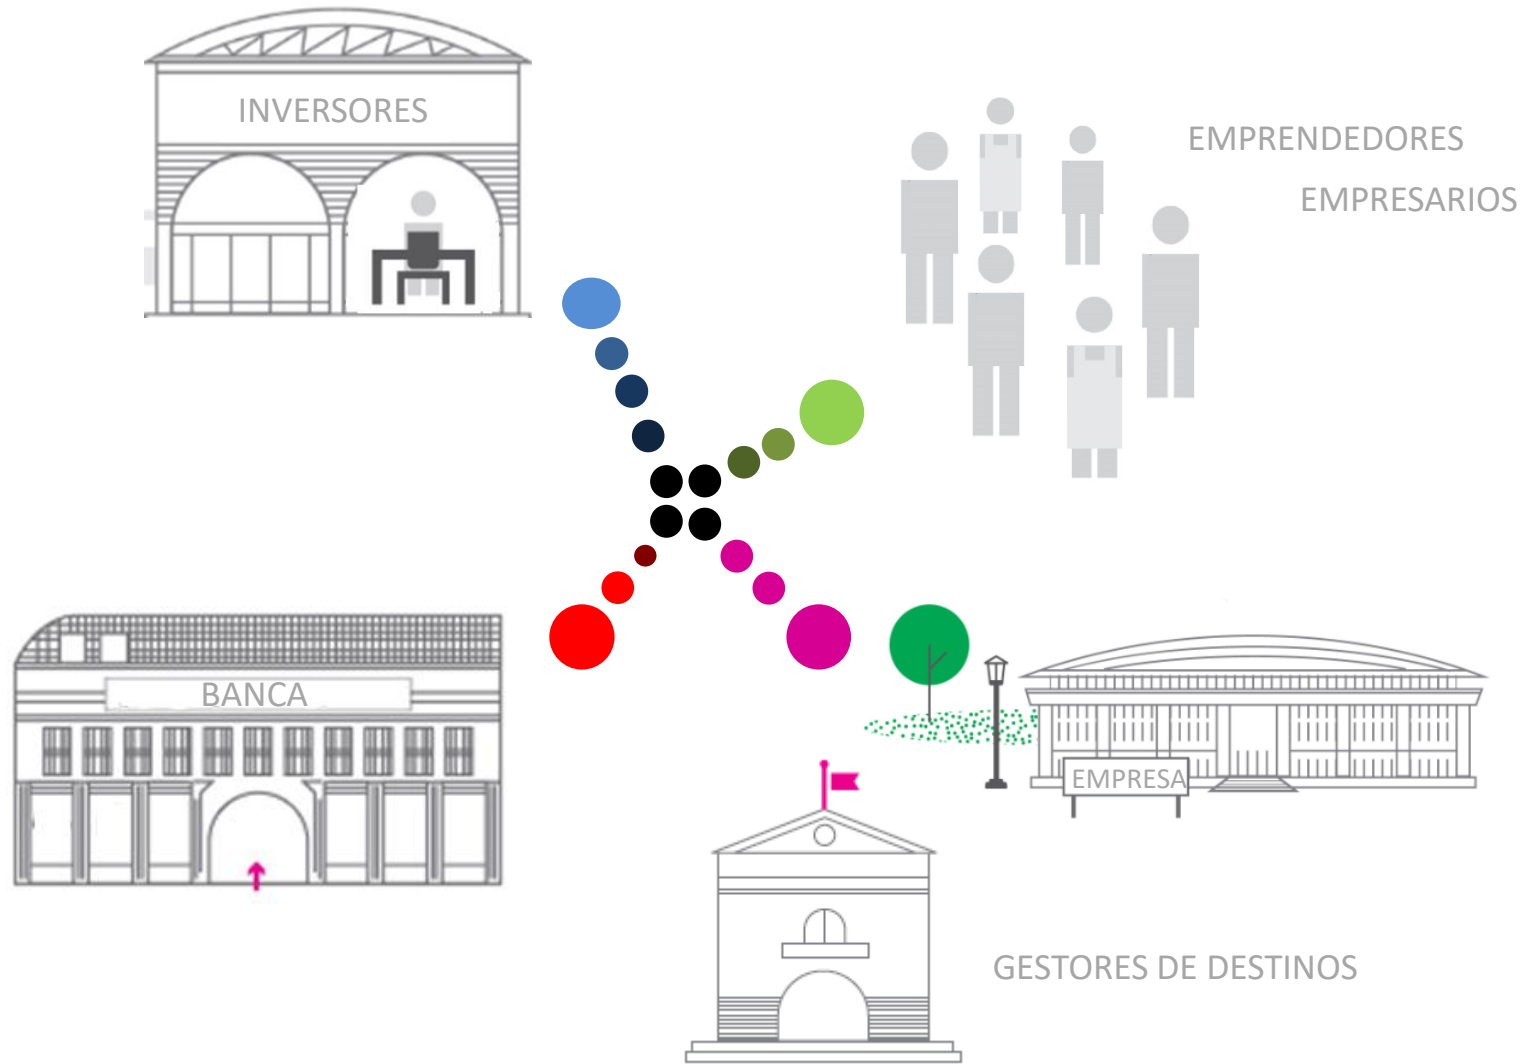 INVERSORES
EMPRENDEDORES
EMPRESARIOS
BANCA
EMPRESA
GESTORES DE DESTINOS